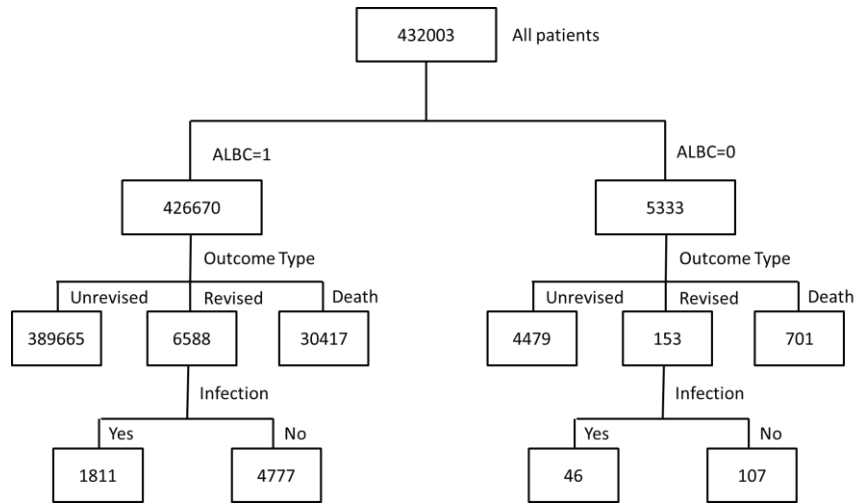 432003 All patients
ALBC=1 ALBC=0
426670 5333
Outcome Type Outcome Type
Unrevised Revised Death Unrevised Revised Death
389665 6588 30417 4479 153 701
Infection Infection
Yes No Yes No
1811 4777 46 107